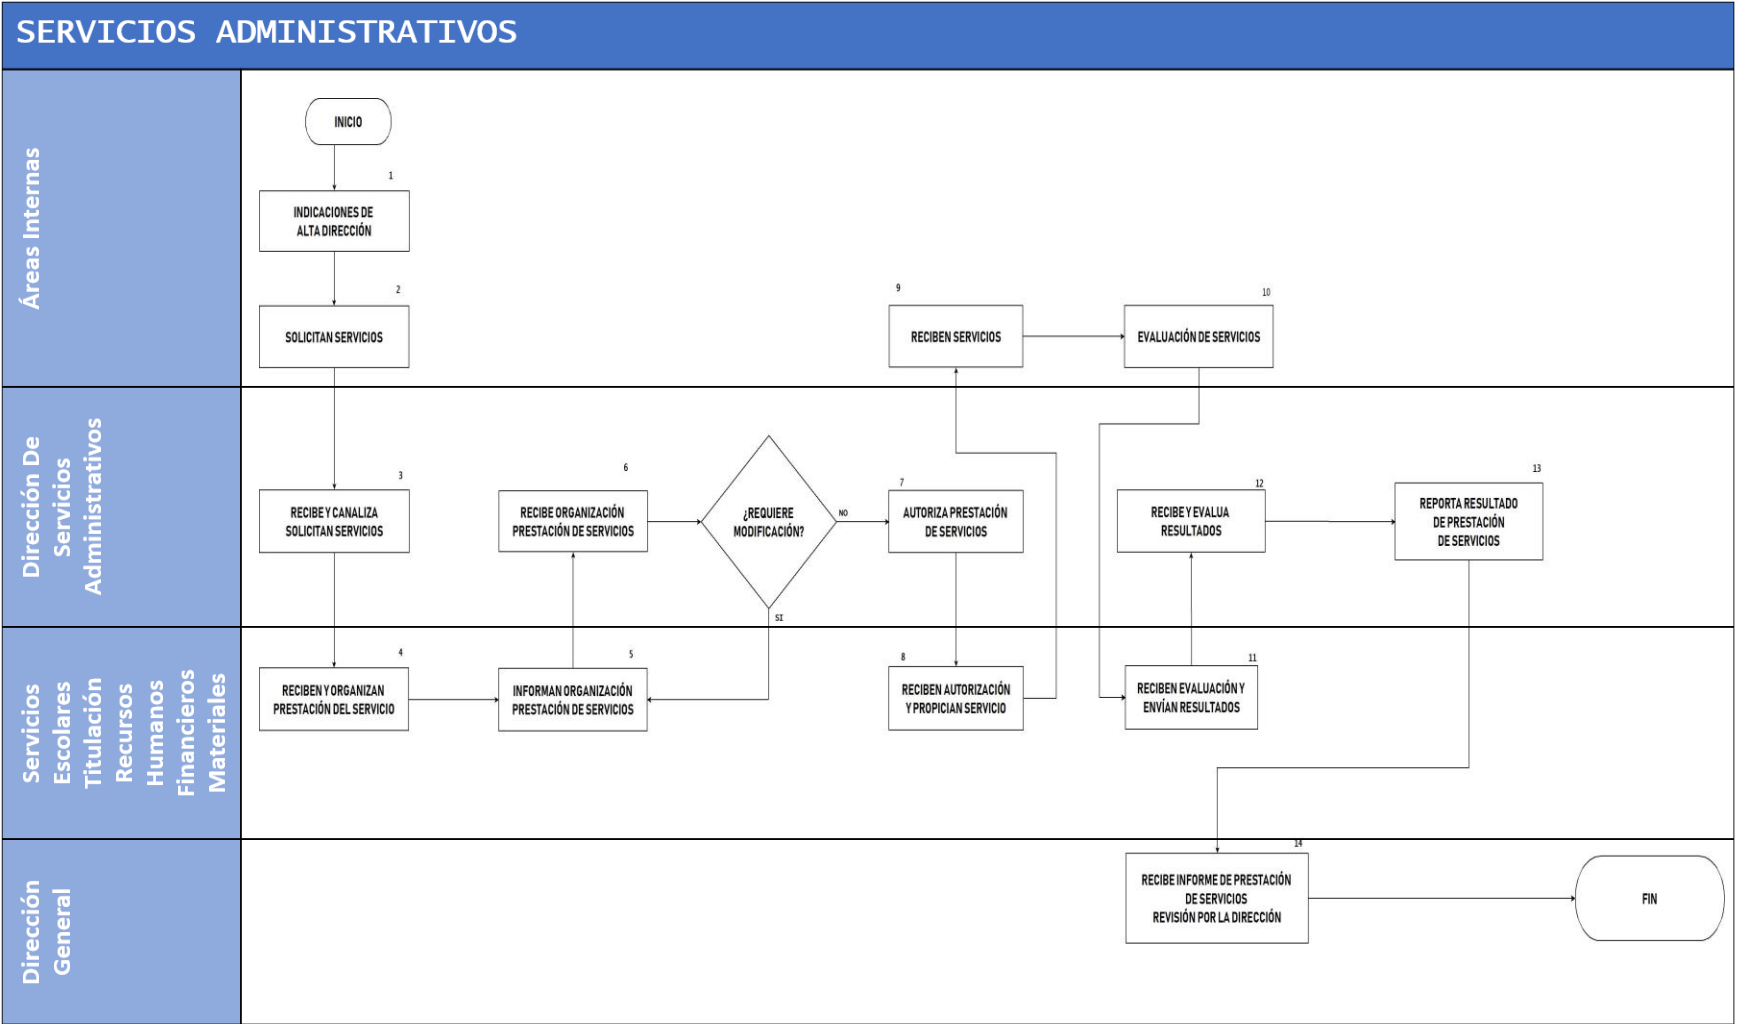 SERVICIOS ADMINISTRATIVOS
Áreas Internas
INICIO
1
INDICACIONES DE
ALTA DIRECCIÓN
2
SOLICITAN SERVICIOS
9
RECIBEN SERVICIOS
10
EVALUACIÓN DE SERVICIOS
Dirección De
Servicios
Administrativos
3
RECIBE Y CANALIZA
SOLICITAN SERVICIOS
6
RECIBE ORGANIZACIÓN
PRESTACIÓN DE SERVICIOS
¿REQUIERE
MODIFICACIÓN?
NO
SI
7
AUTORIZA PRESTACIÓN
DE SERVICIOS
12
RECIBE Y EVALUA
RESULTADOS
13
REPORTA RESULTADO
DE PRESTACIÓN
DE SERVICIOS
Servicios
Escolares
Titulación
Recursos
Humanos
Financieros
Materiales
4
RECIBEN Y ORGANIZAN
PRESTACIÓN DEL SERVICIO
5
INFORMAN ORGANIZACIÓN
PRESTACIÓN DE SERVICIOS
8
RECIBEN AUTORIZACIÓN
Y PROPICIAN SERVICIO
11
RECIBEN EVALUACIÓN Y
ENVÍAN RESULTADOS
Dirección
General
14
RECIBE INFORME DE PRESTACIÓN
DE SERVICIOS
REVISIÓN POR LA DIRECCIÓN
FIN